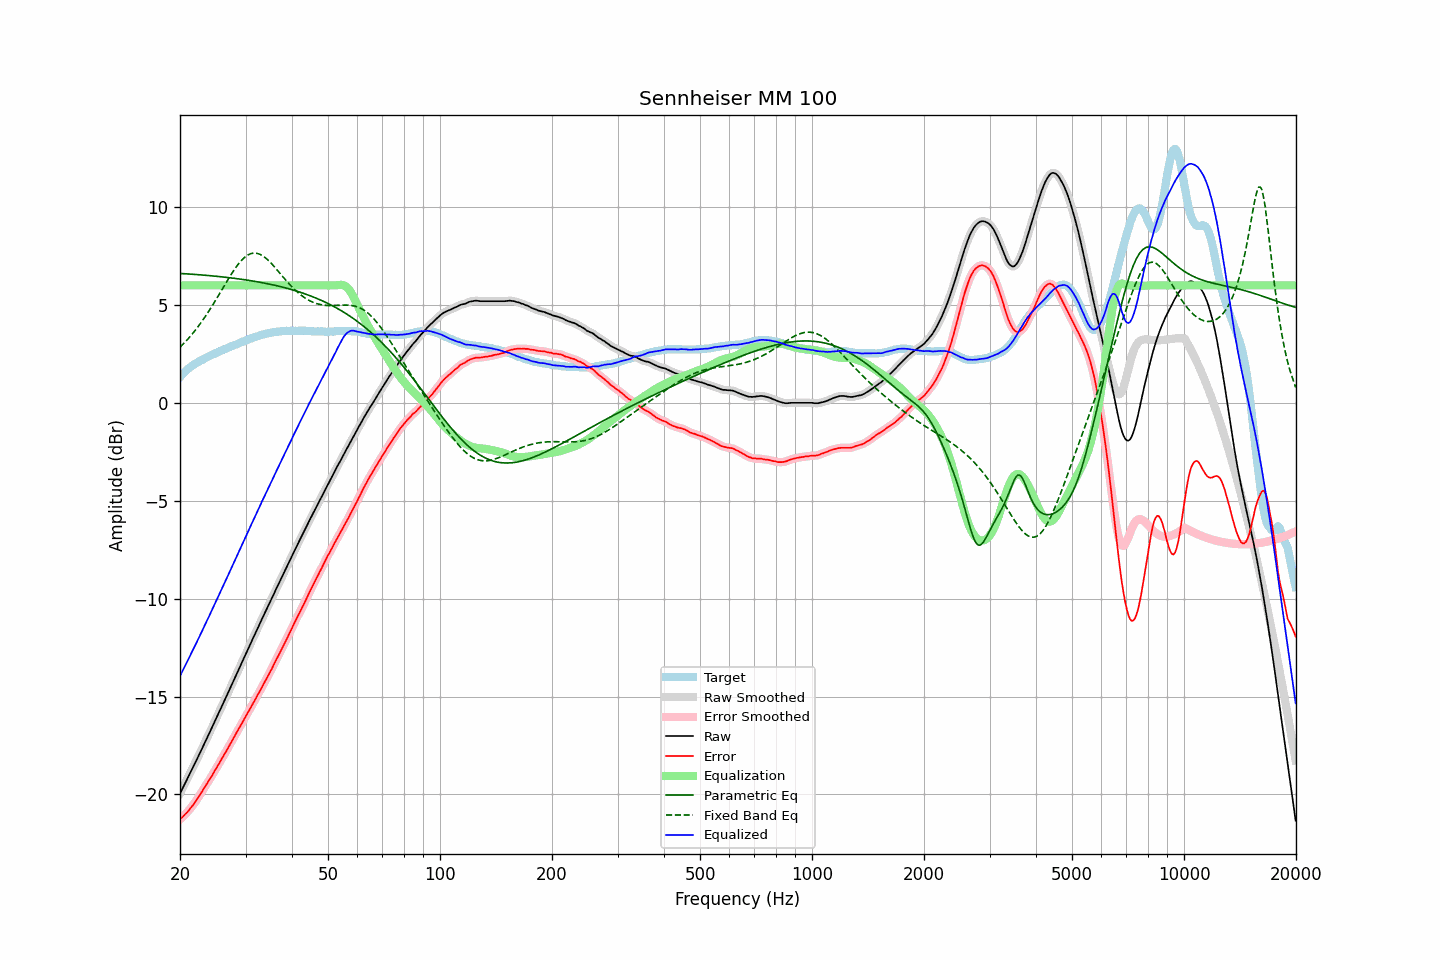 Sennheiser MM 100
Amplitude (dBr)
10
5
0
−5
−10
−15
−20
Target
Raw Smoothed
Error Smoothed
Raw
Error
Equalization
Parametric Eq
Fixed Band Eq
Equalized
20 50 100 200 500 1000 2000 5000 10000 20000
Frequency (Hz)